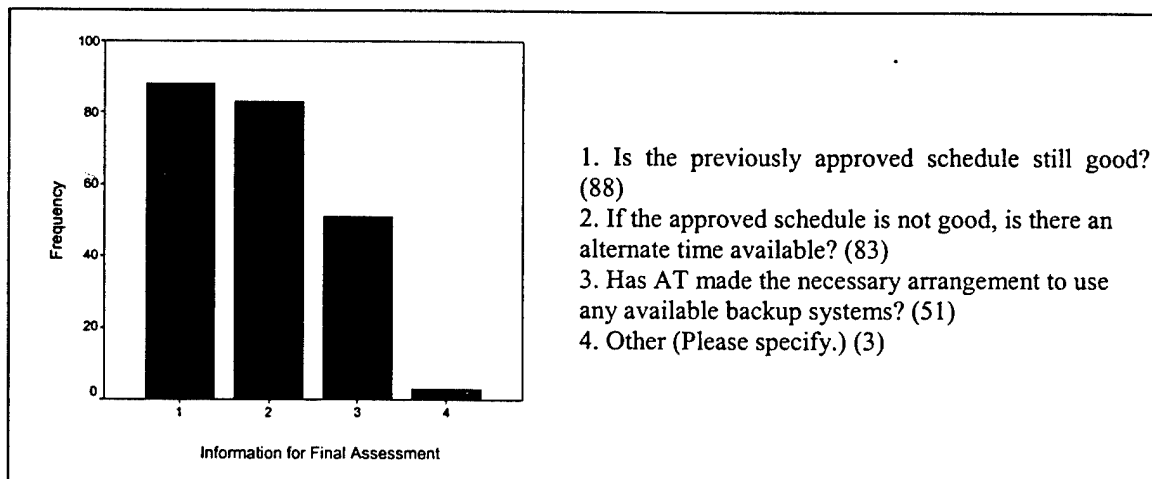 100
80
60
40
20
0
Frequency
1 2 3 4
Information for Final Assessment
1. Is the previously approved schedule still good?
(88)
2. If the approved schedule is not good, is there an
alternate time available? (83)
3. Has AT made the necessary arrangement to use
any available backup systems? (51)
4. Other (Please specify.) (3)